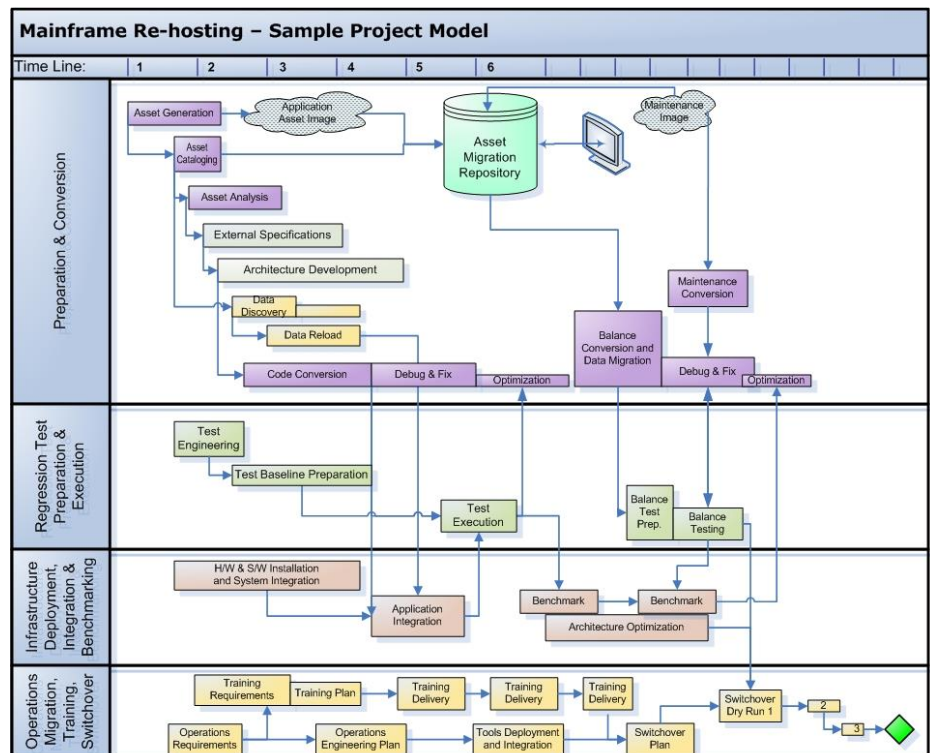 Mainframe Re-hosting – Sample Project Model
Time Line: 1 2 3 4 5 6
Preparation & Conversion
Asset Generation
Application
Asset Image
Maintenance
Image
Asset
Migration
Repository
Asset
Cataloging
Asset Analysis
External Specifications
Architecture Development
Maintenance
Conversion
Data
Discovery
Data Reload
Balance
Conversion and
Data Migration
Code Conversion
Debug & Fix
Optimization
Debug & Fix
Optimization
Regression Test
Preparation &
Execution
Test
Engineering
Test Baseline Preparation
Test
Execution
Balance
Test
Prep.
Balance
Testing
Infrastructure
Deployment,
Integration &
Benchmarking
H/W & S/W Installation
and System Integration
Application
Integration
Benchmark
Benchmark
Architecture Optimization
Operations
Migration,
Training,
Switchover
Training
Requirements
Training Plan
Training
Delivery
Training
Delivery
Training
Delivery
Switchover
Dry Run 1
2
3
Operations
Requirements
Operations
Engineering Plan
Tools Deployment
and Integration
Switchover
Plan